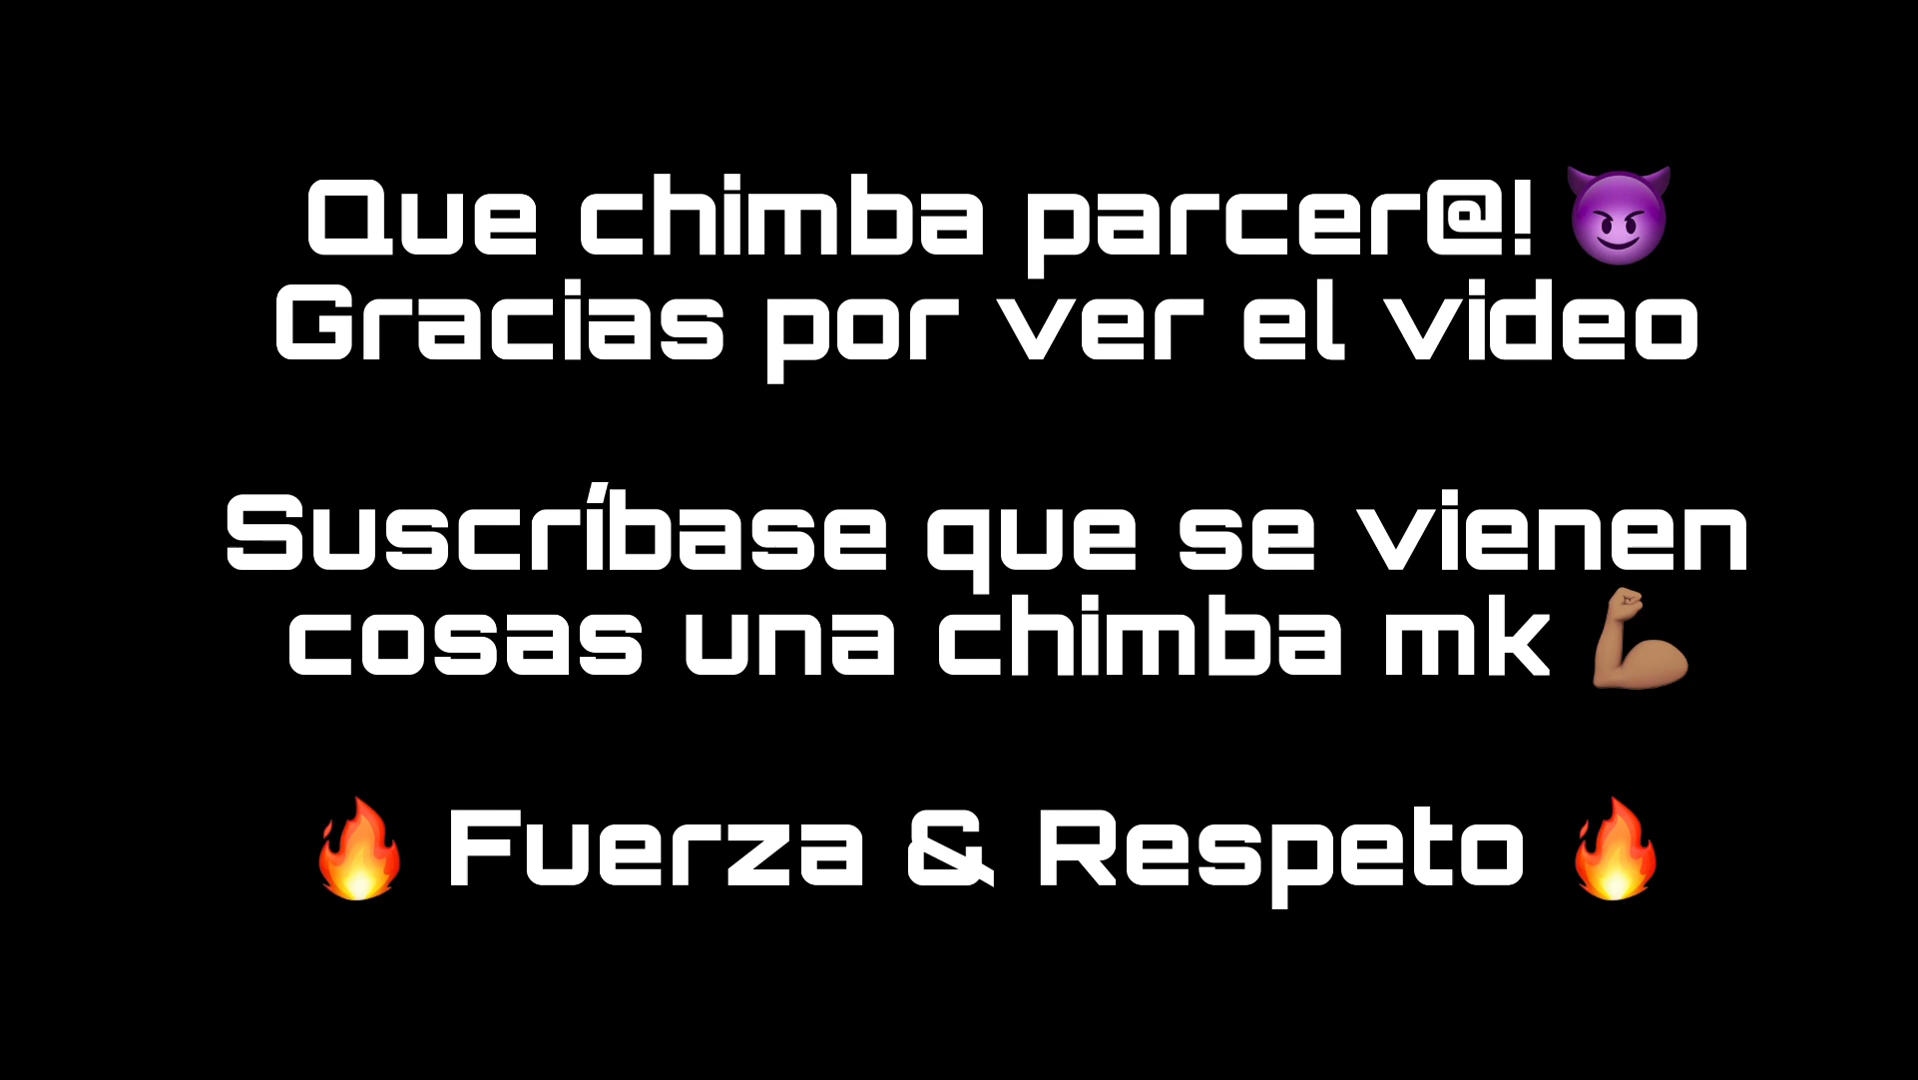 Que chimba parcer@! 😈
Gracias por ver el video
Suscríbase que se vienen
cosas una chimba mk 💪🏽
🔥 Fuerza & Respeto 🔥